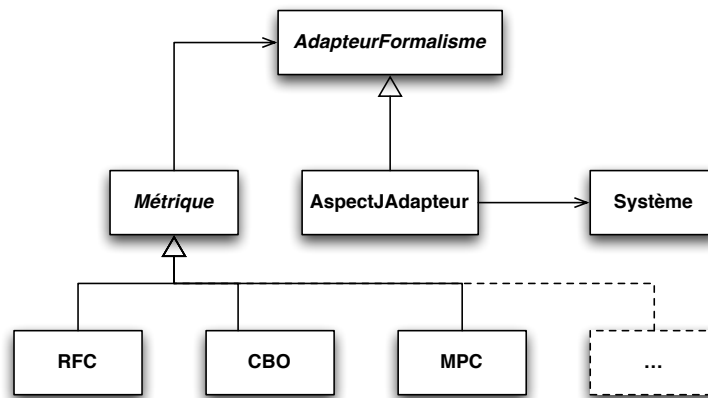 AdapteurFormalisme
Métrique
AspectJAdapteur
Système
RFC
CBO
MPC
...